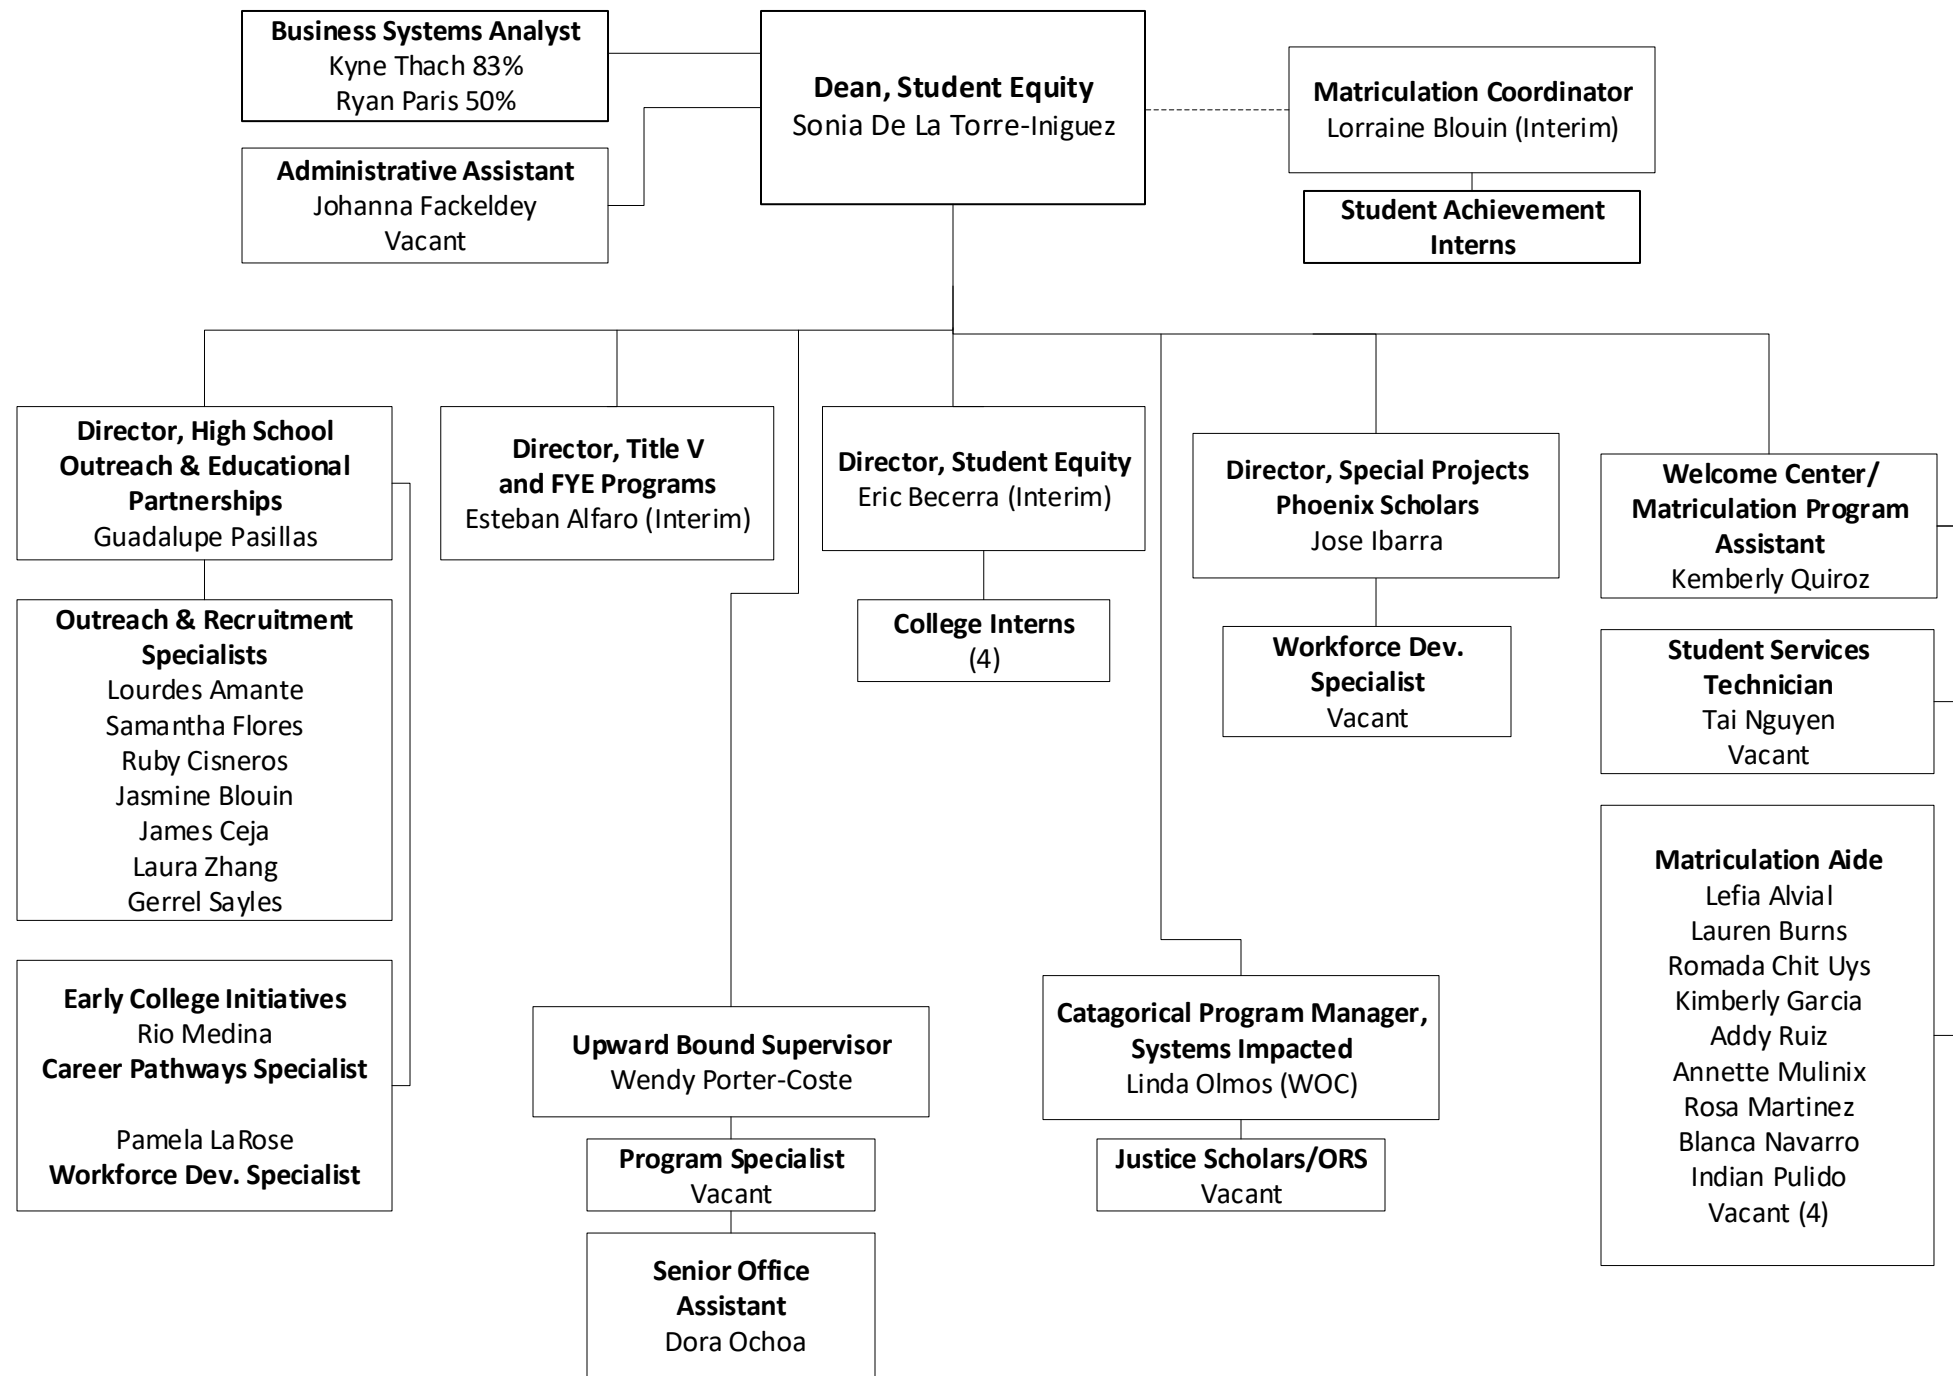 Business Systems Analyst
Kyne Thach 83%
Ryan Paris 50%
Administrative Assistant
Johanna Fackeldey
Vacant
Dean, Student Equity
Sonia De La Torre-Iniguez
Matriculation Coordinator
Lorraine Blouin (Interim)
Student Achievement
Interns
Director, High School
Outreach & Educational
Partnerships
Guadalupe Pasillas
Outreach & Recruitment
Specialists
Lourdes Amante
Samantha Flores
Ruby Cisneros
Jasmine Blouin
James Ceja
Laura Zhang
Gerrel Sayles
Early College Initiatives
Rio Medina
Career Pathways Specialist
Pamela LaRose
Workforce Dev. Specialist
Director, Title V
and FYE Programs
Esteban Alfaro (Interim)
Upward Bound Supervisor
Wendy Porter-Coste
Program Specialist
Vacant
Senior Office
Assistant
Dora Ochoa
Director, Student Equity
Eric Becerra (Interim)
College Interns
(4)
Catagorical Program Manager,
Systems Impacted
Linda Olmos (WOC)
Justice Scholars/ORS
Vacant
Director, Special Projects
Phoenix Scholars
Jose Ibarra
Workforce Dev.
Specialist
Vacant
Welcome Center/
Matriculation Program
Assistant
Kemberly Quiroz
Student Services
Technician
Tai Nguyen
Vacant
Matriculation Aide
Lefia Alvial
Lauren Burns
Romada Chit Uys
Kimberly Garcia
Addy Ruiz
Annette Mulinix
Rosa Martinez
Blanca Navarro
Indian Pulido
Vacant (4)